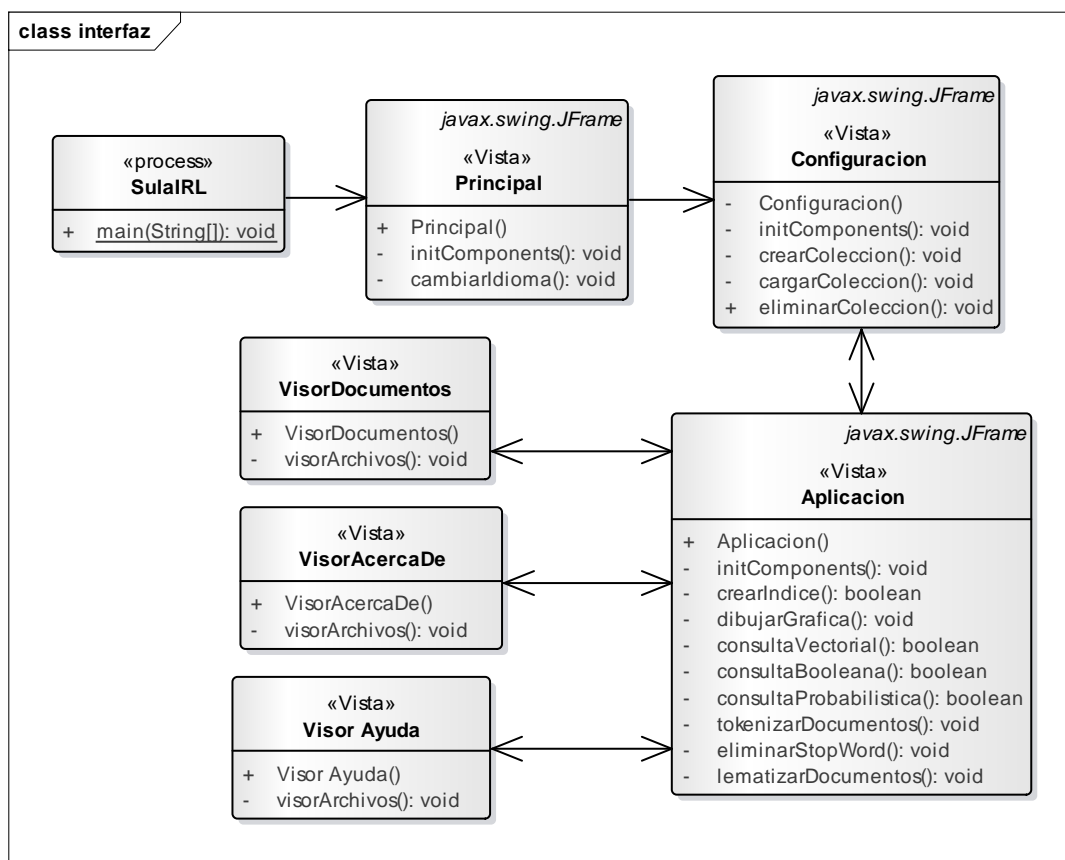 class interfaz
«process»
SulaIRL
+ main(String[]): void
javax.swing.JFrame
«Vista»
Principal
+ Principal()
- initComponents(): void
- cambiarIdioma(): void
javax.swing.JFrame
«Vista»
Configuracion
- Configuracion()
- initComponents(): void
- crearColeccion(): void
- cargarColeccion(): void
+ eliminarColeccion(): void
«Vista»
VisorDocumentos
+ VisorDocumentos()
- visorArchivos(): void
«Vista»
VisorAcercaDe
+ VisorAcercaDe()
- visorArchivos(): void
«Vista»
Visor Ayuda
+ Visor Ayuda()
- visorArchivos(): void
javax.swing.JFrame
«Vista»
Aplicacion
+ Aplicacion()
- initComponents(): void
- crearIndice(): boolean
- dibujarGrafica(): void
- consultaVectorial(): boolean
- consultaBooleana(): boolean
- consultaProbabilistica(): boolean
- tokenizarDocumentos(): void
- eliminarStopWord(): void
- lematizarDocumentos(): void